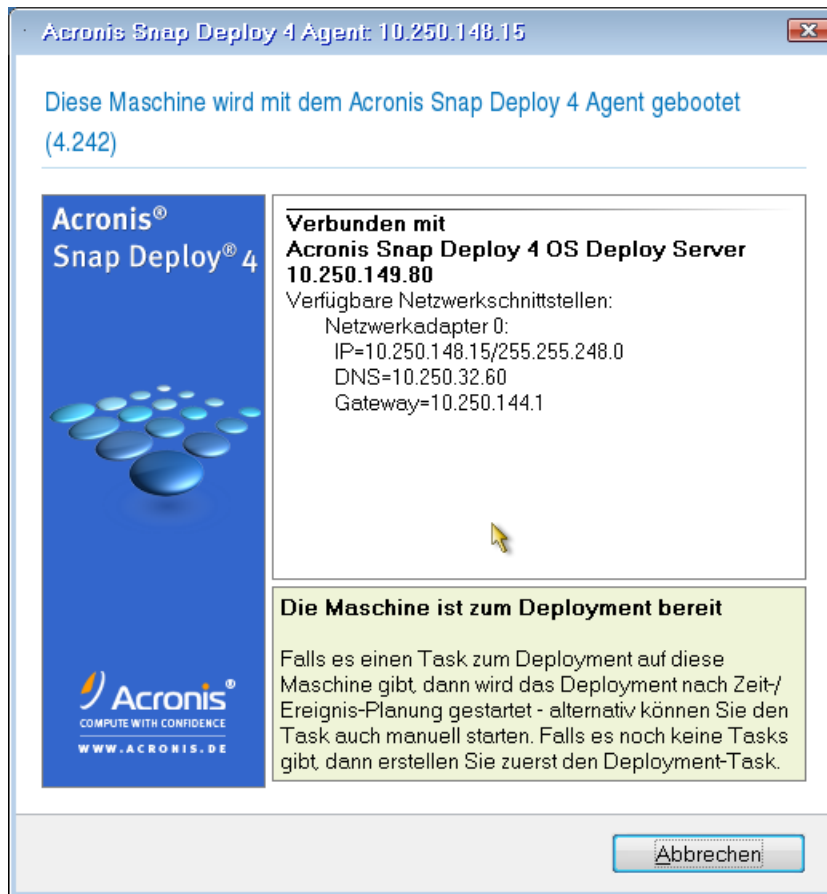 Acronis Snap Deploy 4 Agent: 10.250.148.15
Diese Maschine wird mit dem Acronis Snap Deploy 4 Agent gebootet
(4.242)
Acronis®
Snap Deploy® 4
Verbunden mit
Acronis Snap Deploy 4 OS Deploy Server
10.250.149.80
Verfügbare Netzwerkschnittstellen:
Netzwerkadapter 0:
IP=10.250.148.15/255.255.248.0
DNS=10.250.32.60
Gateway=10.250.144.1
Die Maschine ist zum Deployment bereit
Falls es einen Task zum Deployment auf diese
Maschine gibt, dann wird das Deployment nach Zeit-/
Ereignis-Planung gestartet - alternativ können Sie den
Task auch manuell starten. Falls es noch keine Tasks
gibt, dann erstellen Sie zuerst den Deployment-Task.
Acronis®
COMPUTE WITH CONFIDENCE
WWW.ACRONIS.DE
Abbrechen